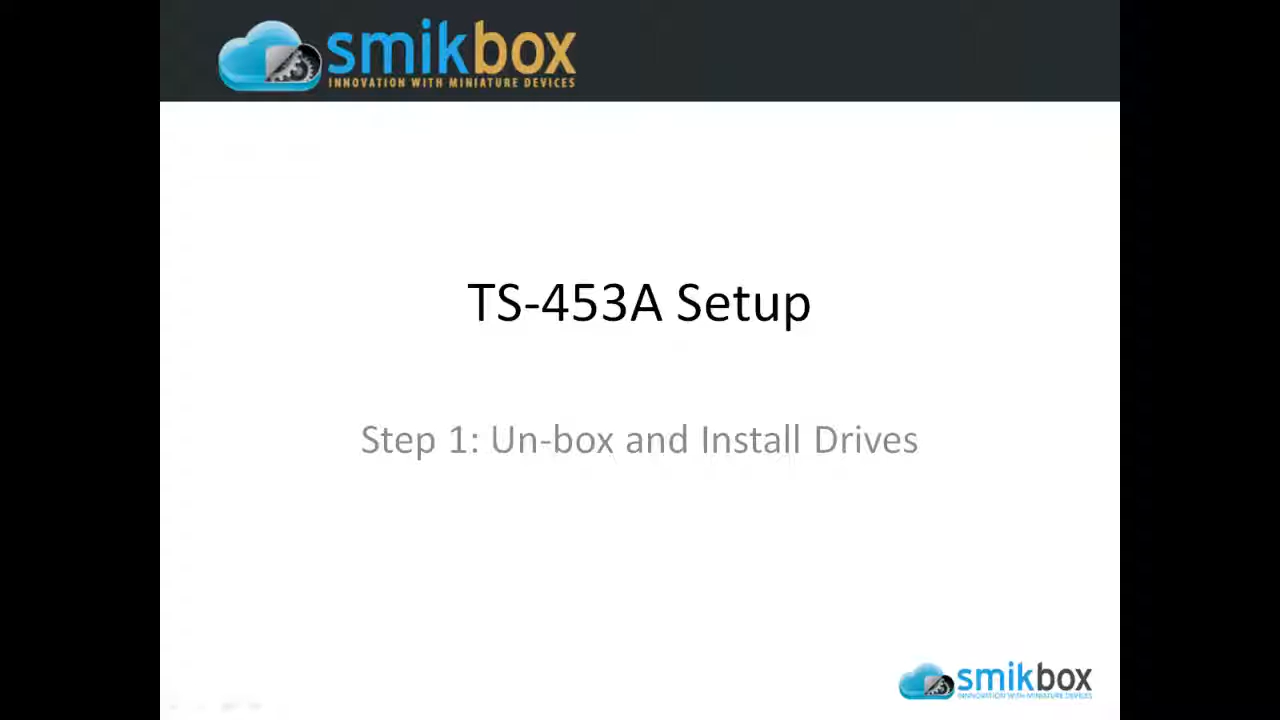 smikbox
INNOVATION WITH MINIATURE DEVICES
TS-453A Setup
Step 1: Un-box and Install Drives
smikbox
INNOVATION WITH MINIATURE DEVICES